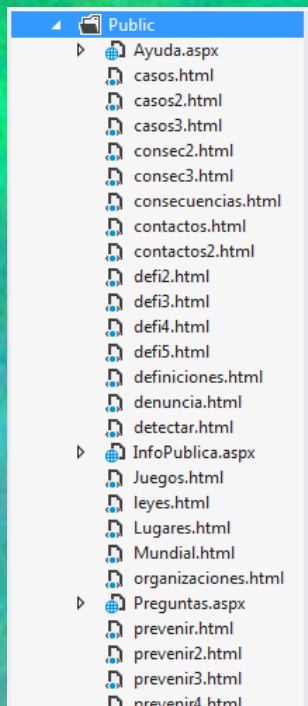 Public
Ayuda.aspx
casos.html
casos2.html
casos3.html
consec2.html
consec3.html
consecuencias.html
contactos.html
contactos2.html
defi2.html
defi3.html
defi4.html
defi5.html
definiciones.html
denuncia.html
detectar.html
InfoPublica.aspx
Juegos.html
leyes.html
Lugares.html
Mundial.html
organizaciones.html
Preguntas.aspx
prevenir.html
prevenir2.html
prevenir3.html
prevenir4.html